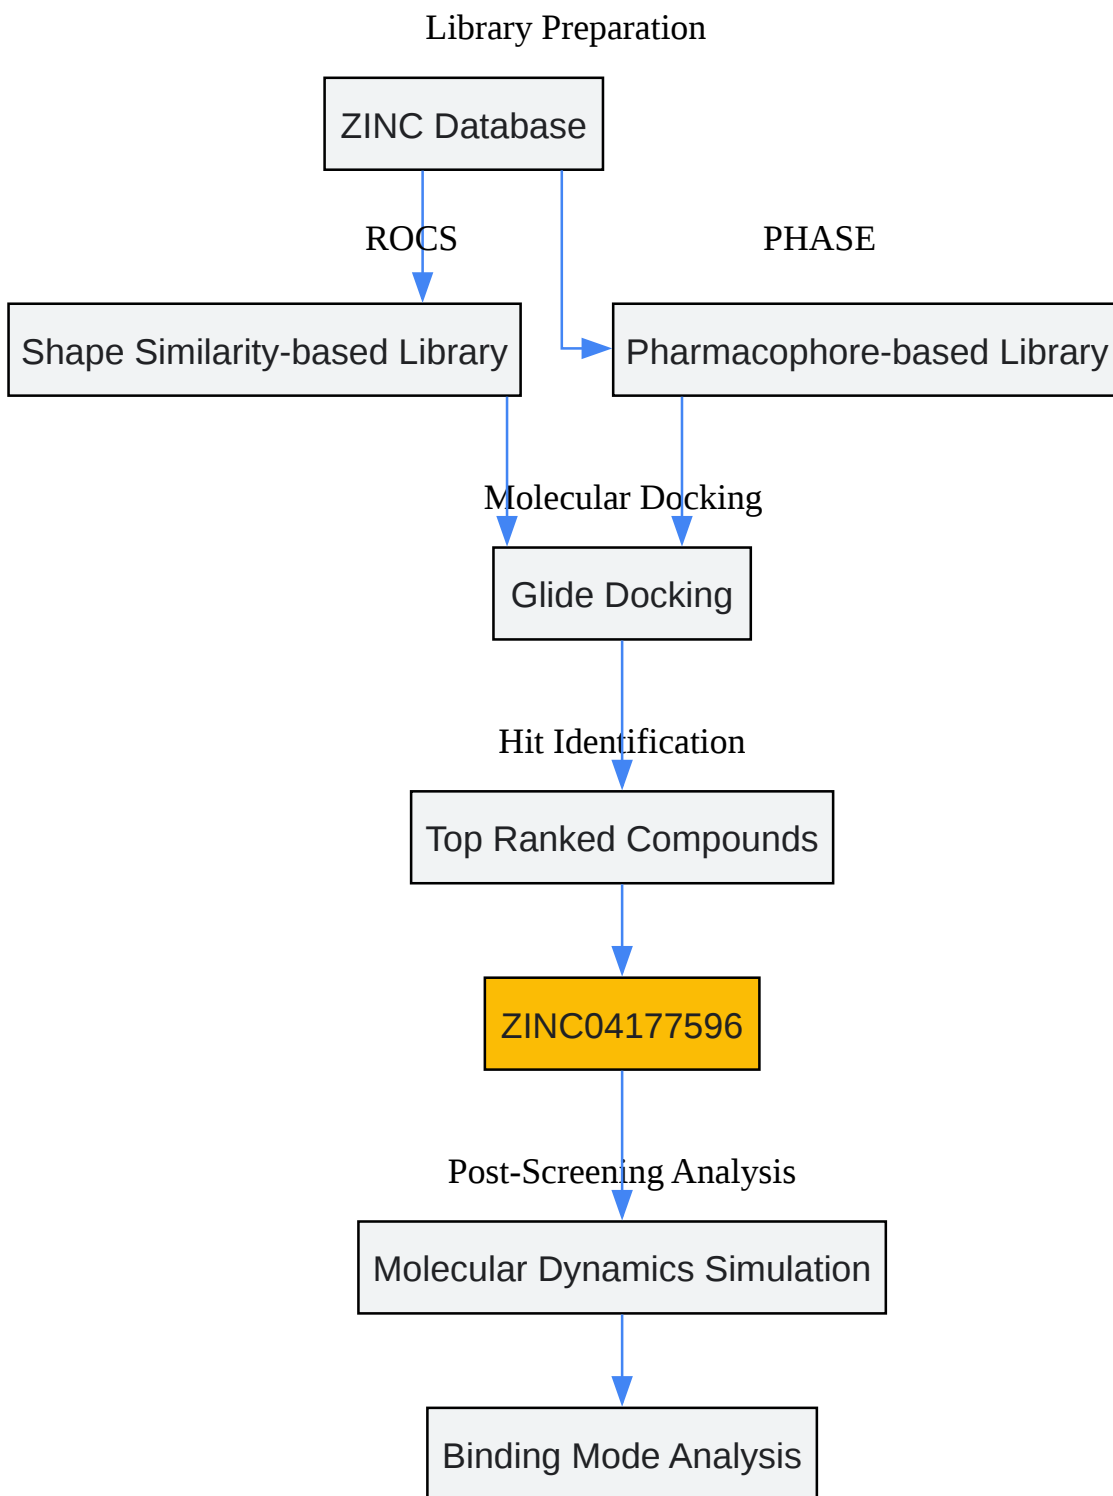 Library Preparation
ZINC Database
ROCS
PHASE
Shape Similarity-based Library
Pharmacophore-based Library
Molecular Docking
Glide Docking
Hit Identification
Top Ranked Compounds
ZINC04177596
Post-Screening Analysis
Molecular Dynamics Simulation
Binding Mode Analysis